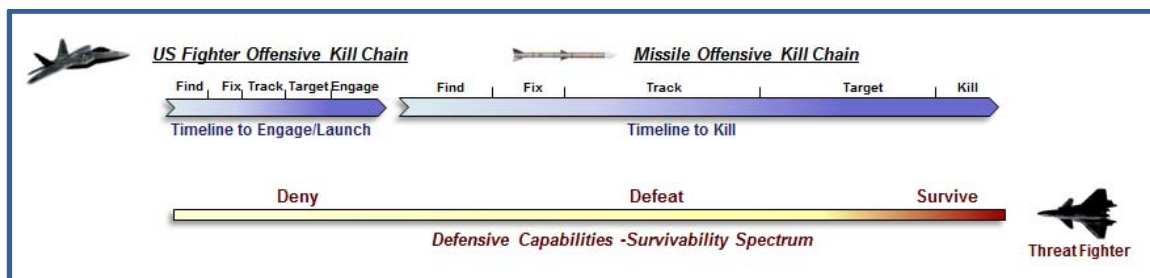 US Fighter Offensive Kill Chain
Missile Offensive Kill Chain
Find Fix Track Target Engage
Find Fix Track Target Kill
Timeline to Engage/Launch
Timeline to Kill
Deny Defeat Survive
Defensive Capabilities -Survivability Spectrum
Threat Fighter